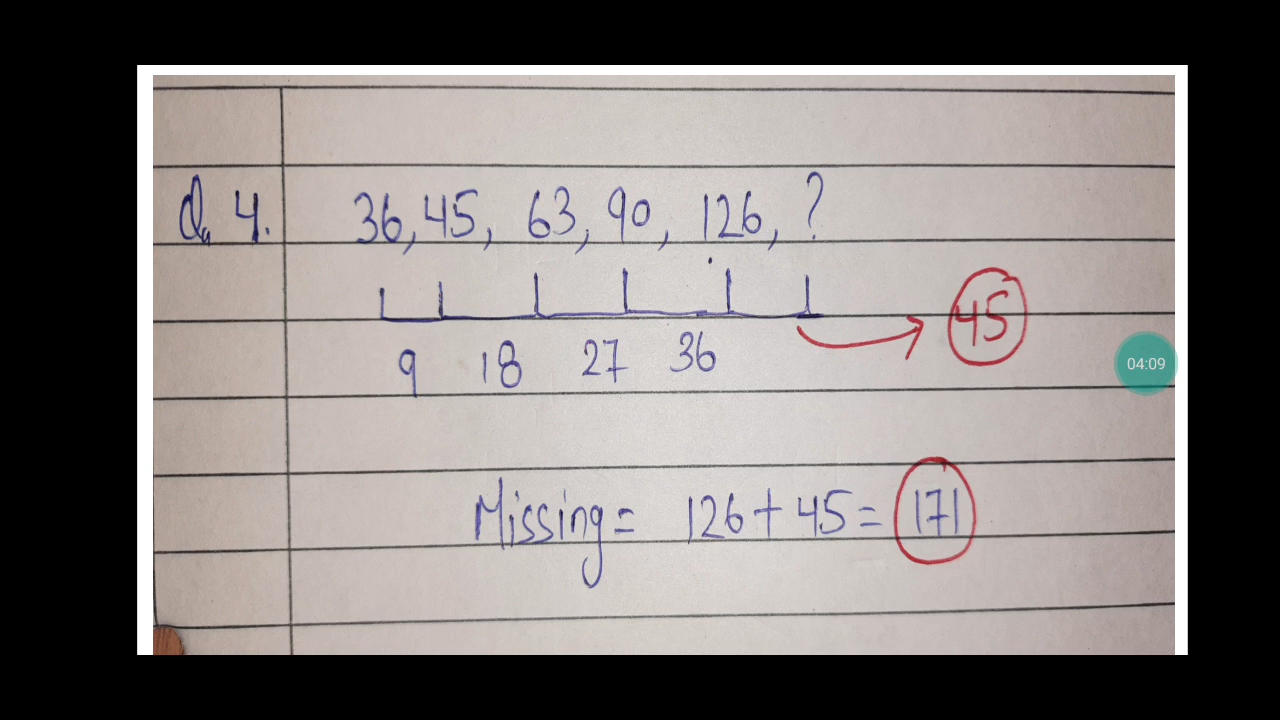 Q. 4. 36, 45, 63, 90, 126, ?
45
9 18 27 36
04:09
Missing = 126 + 45 = 171